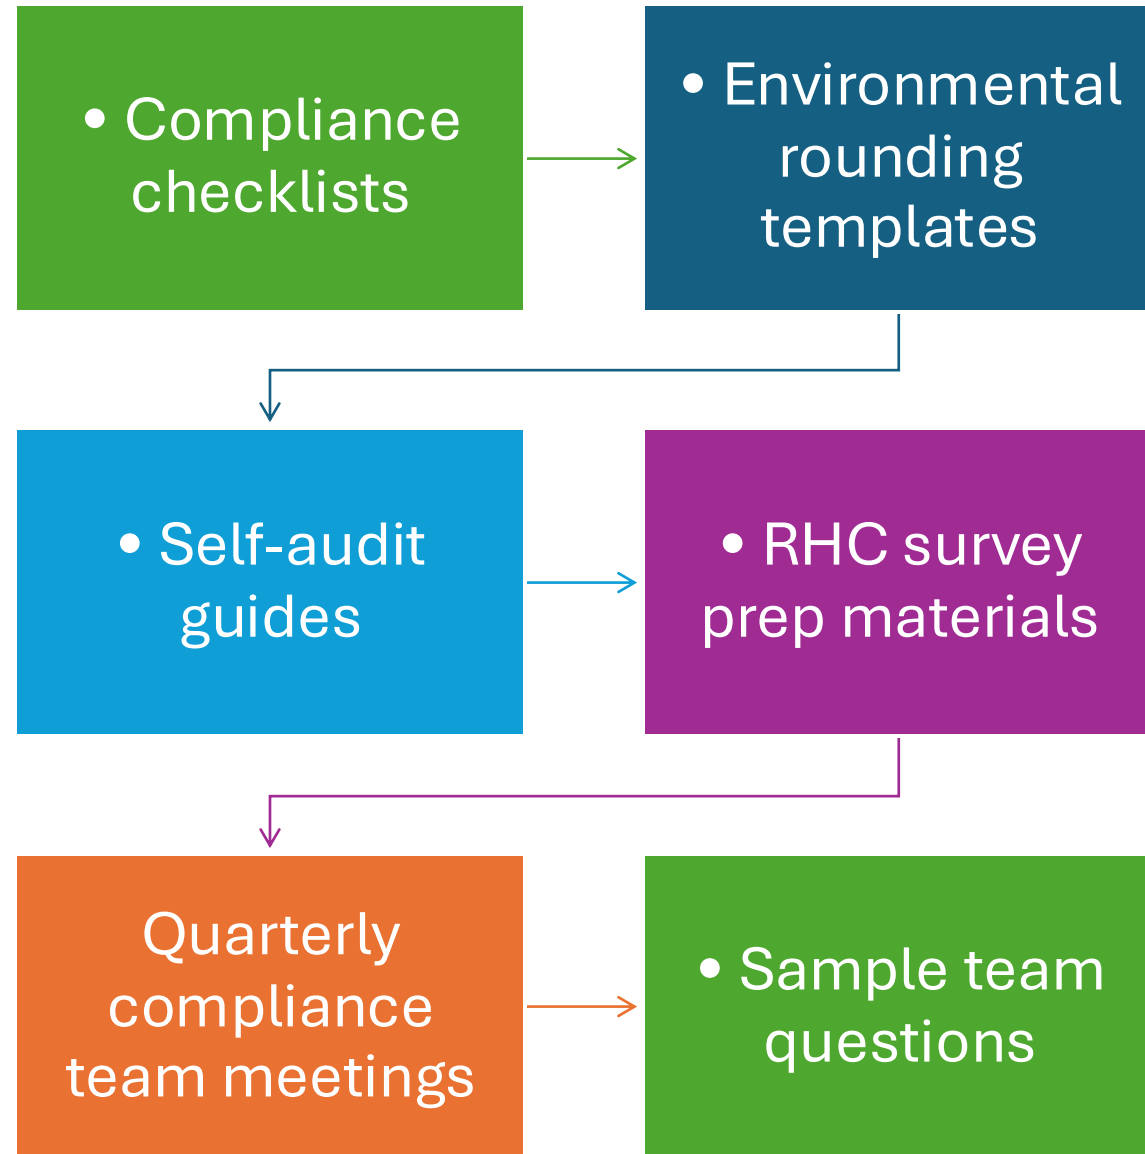 • Compliance
checklists
• Environmental
rounding
templates
• Self-audit
guides
• RHC survey
prep materials
Quarterly
compliance
team meetings
• Sample team
questions